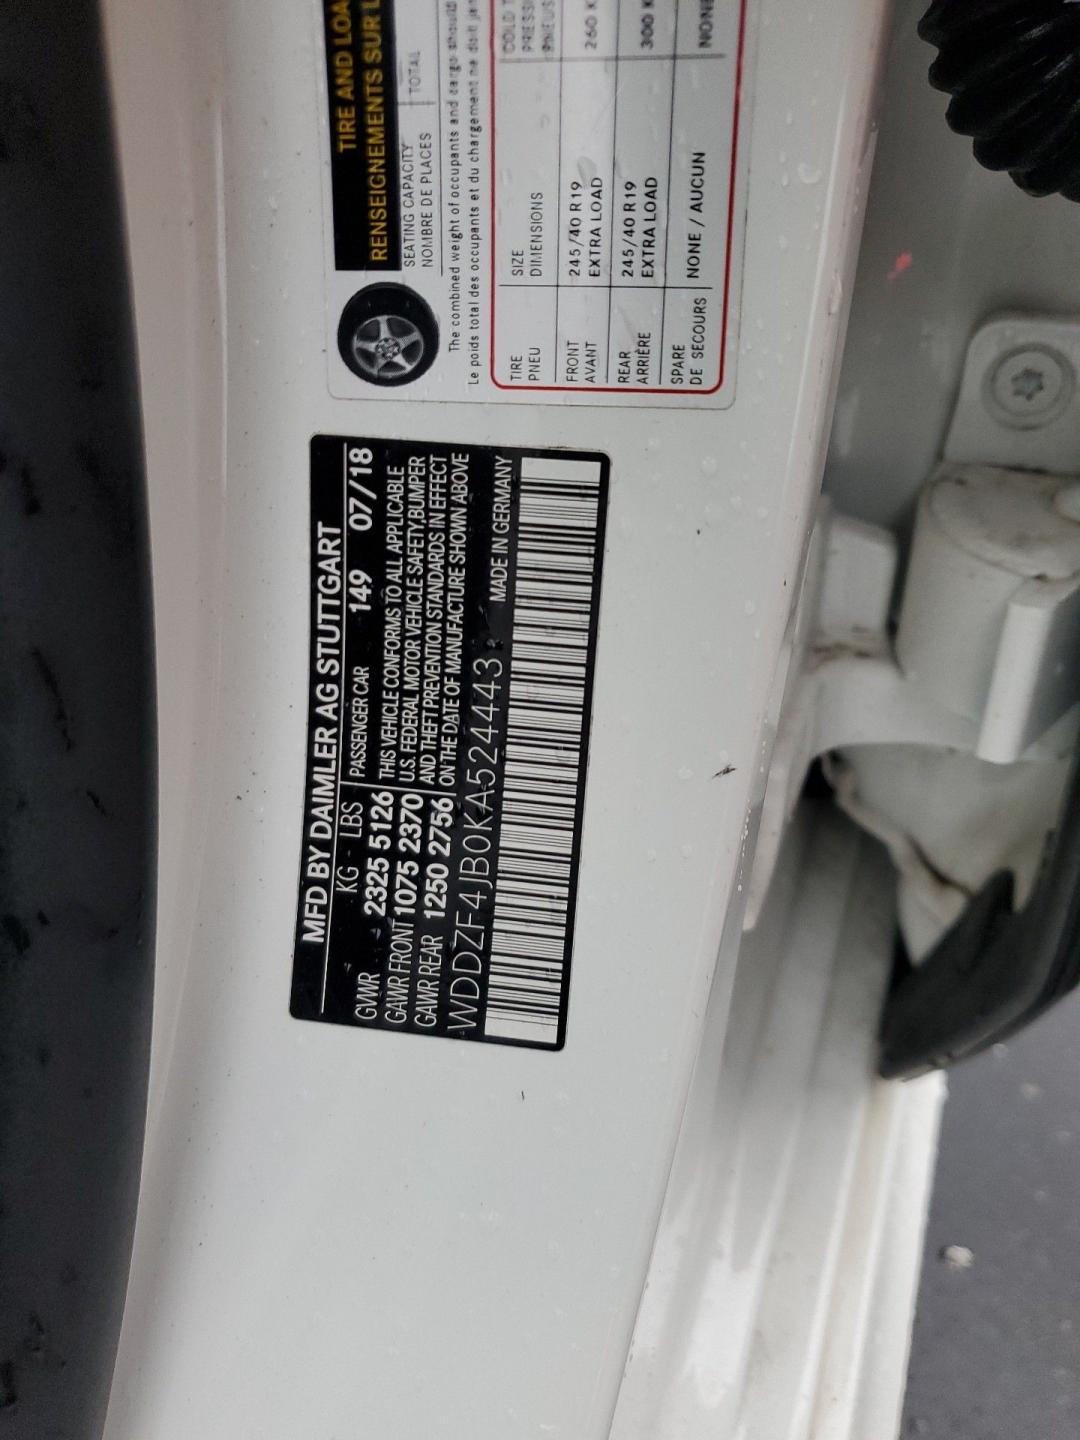 MFD BY DAIMLER AG STUTTGART
KG - LBS PASSENGER CAR 149 07/18
GVWR 2325 5126 THIS VEHICLE CONFORMS TO ALL APPLICABLE
GAWR FRONT 1075 2370 U.S. FEDERAL MOTOR VEHICLE SAFETY, BUMPER
GAWR REAR 1250 2756 AND THEFT PREVENTION STANDARDS IN EFFECT
ON THE DATE OF MANUFACTURE SHOWN ABOVE
WDDZF4JB0KA524443 MADE IN GERMANY
TIRE AND LOA
RENSEIGNEMENTS SUR L
SEATING CAPACITY TOTAL
NOMBRE DE PLACES
The combined weight of occupants and cargo should
Le poids total des occupants et du chargement ne doit
TIRE SIZE COLD T
PNEU DIMENSIONS PRESS
PNEUS
FRONT 245/40 R19 260 K
AVANT EXTRA LOAD
REAR 245/40 R19 300 K
ARRIÈRE EXTRA LOAD
SPARE NONE / AUCUN NONE
DE SECOURS